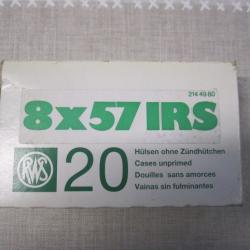 214 49 80
8x57 IRS
RWS
20
Hülsen ohne Zündhütchen
Cases unprimed
Douilles sans amorces
Vainas sin fulminantes